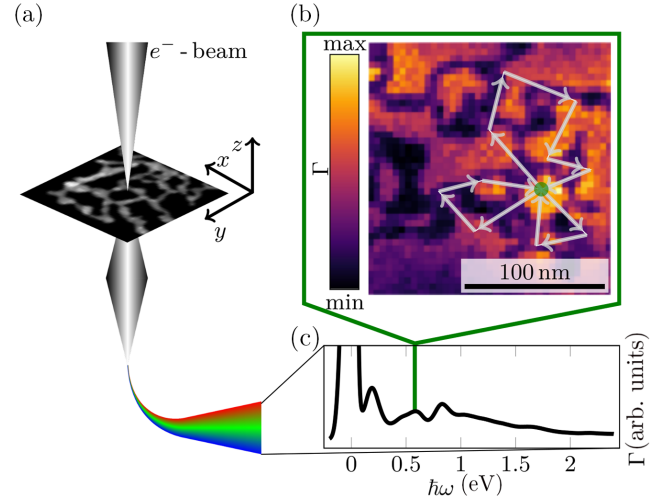 (a)
e⁻ - beam
z
x
y
(b)
max
Γ
min
100 nm
(c)
Γ (arb. units)
0 0.5 1 1.5 2
ħω (eV)